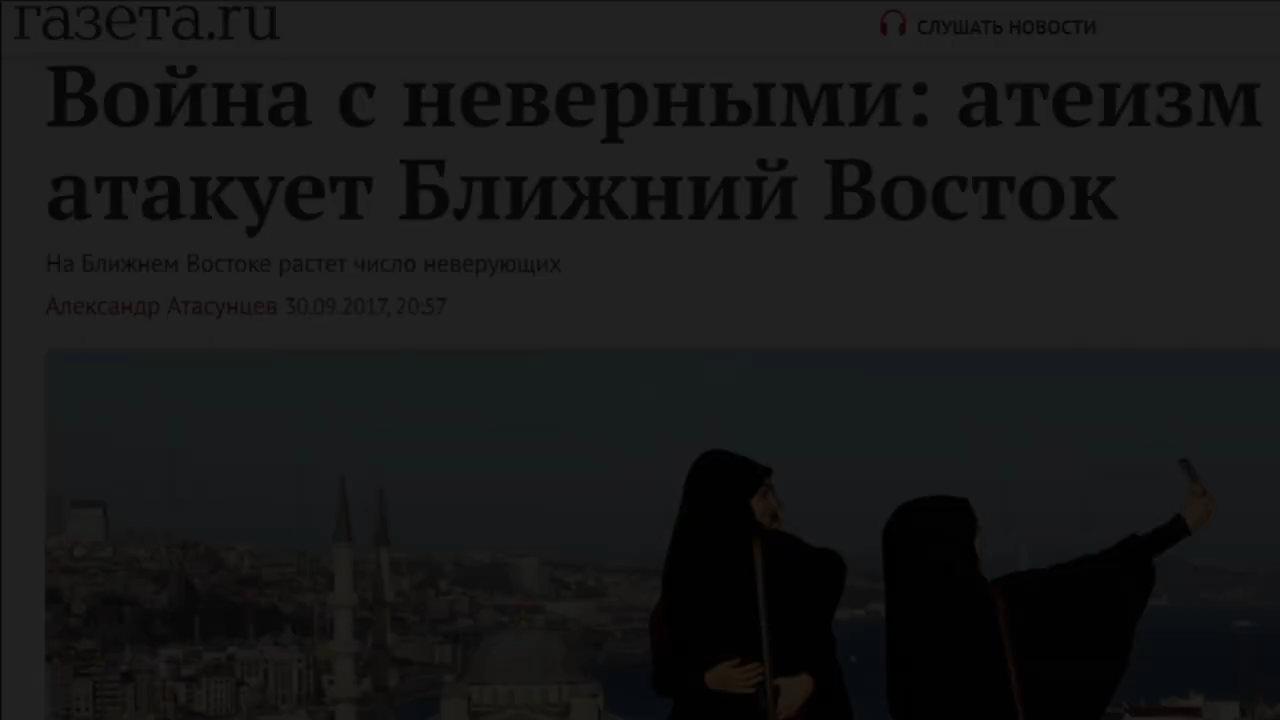 газета.ru
СЛУШАТЬ НОВОСТИ
Война с неверными: атеизм
атакует Ближний Восток
На Ближнем Востоке растет число неверующих
Александр Атасунцев 30.09.2017, 20:57